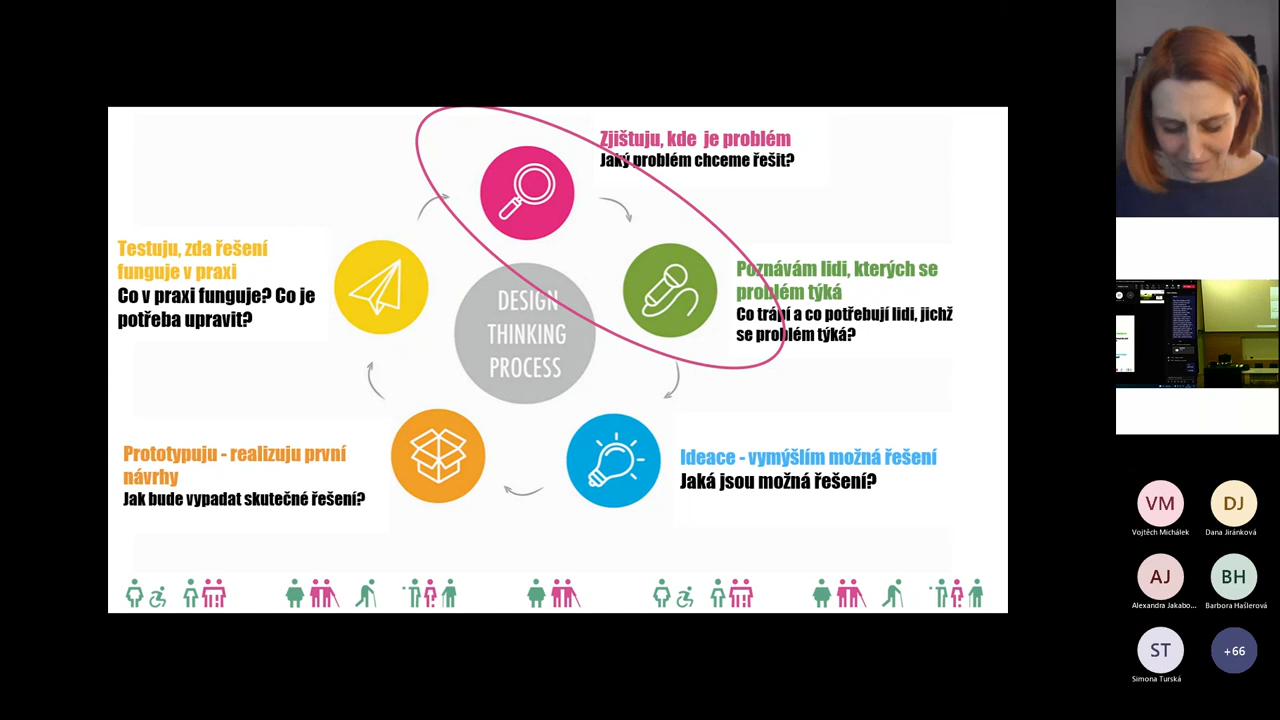 Zjištuju, kde je problém
Jaký problém chceme řešit?
Testuju, zda řešení
funguje v praxi
Co v praxi funguje? Co je
potřeba upravit?
DESIGN
THINKING
PROCESS
Poznávám lidi, kterých se
problém týká
Co trápí a co potřebují lidi, jichž
se problém týká?
Prototypuju - realizuju první
návrhy
Jak bude vypadat skutečné řešení?
Ideace - vymýšlím možná řešení
Jaká jsou možná řešení?
VM
Vojtěch Michálek
DJ
Dana Jiránková
AJ
Alexandra Jakabo...
BH
Barbora Hašlerová
ST
Simona Turská
+66